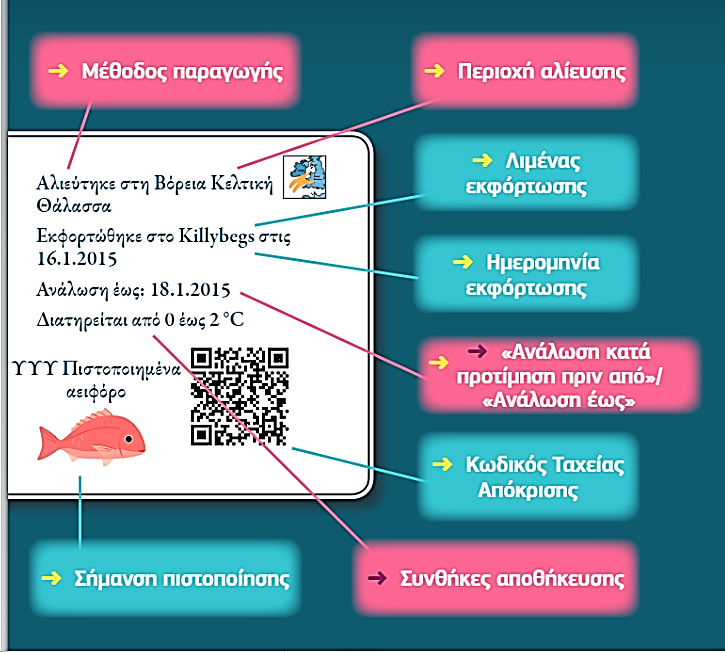 ➔ Μέθοδος παραγωγής
➔ Περιοχή αλίευσης
Αλιεύτηκε στη Βόρεια Κελτική
Θάλασσα
Εκφορτώθηκε στο Killybegs στις
16.1.2015
Ανάλωση έως: 18.1.2015
Διατηρείται από 0 έως 2 °C
ΥΥΥ Πιστοποιημένα
αειφόρο
➔ Λιμένας
εκφόρτωσης
➔ Ημερομηνία
εκφόρτωσης
➔ ➔ «Ανάλωση κατά
προτίμηση πριν από»/
«Ανάλωση έως»
➔ Κωδικός Ταχείας
Απόκρισης
➔ Σήμανση πιστοποίησης
➔ Συνθήκες αποθήκευσης